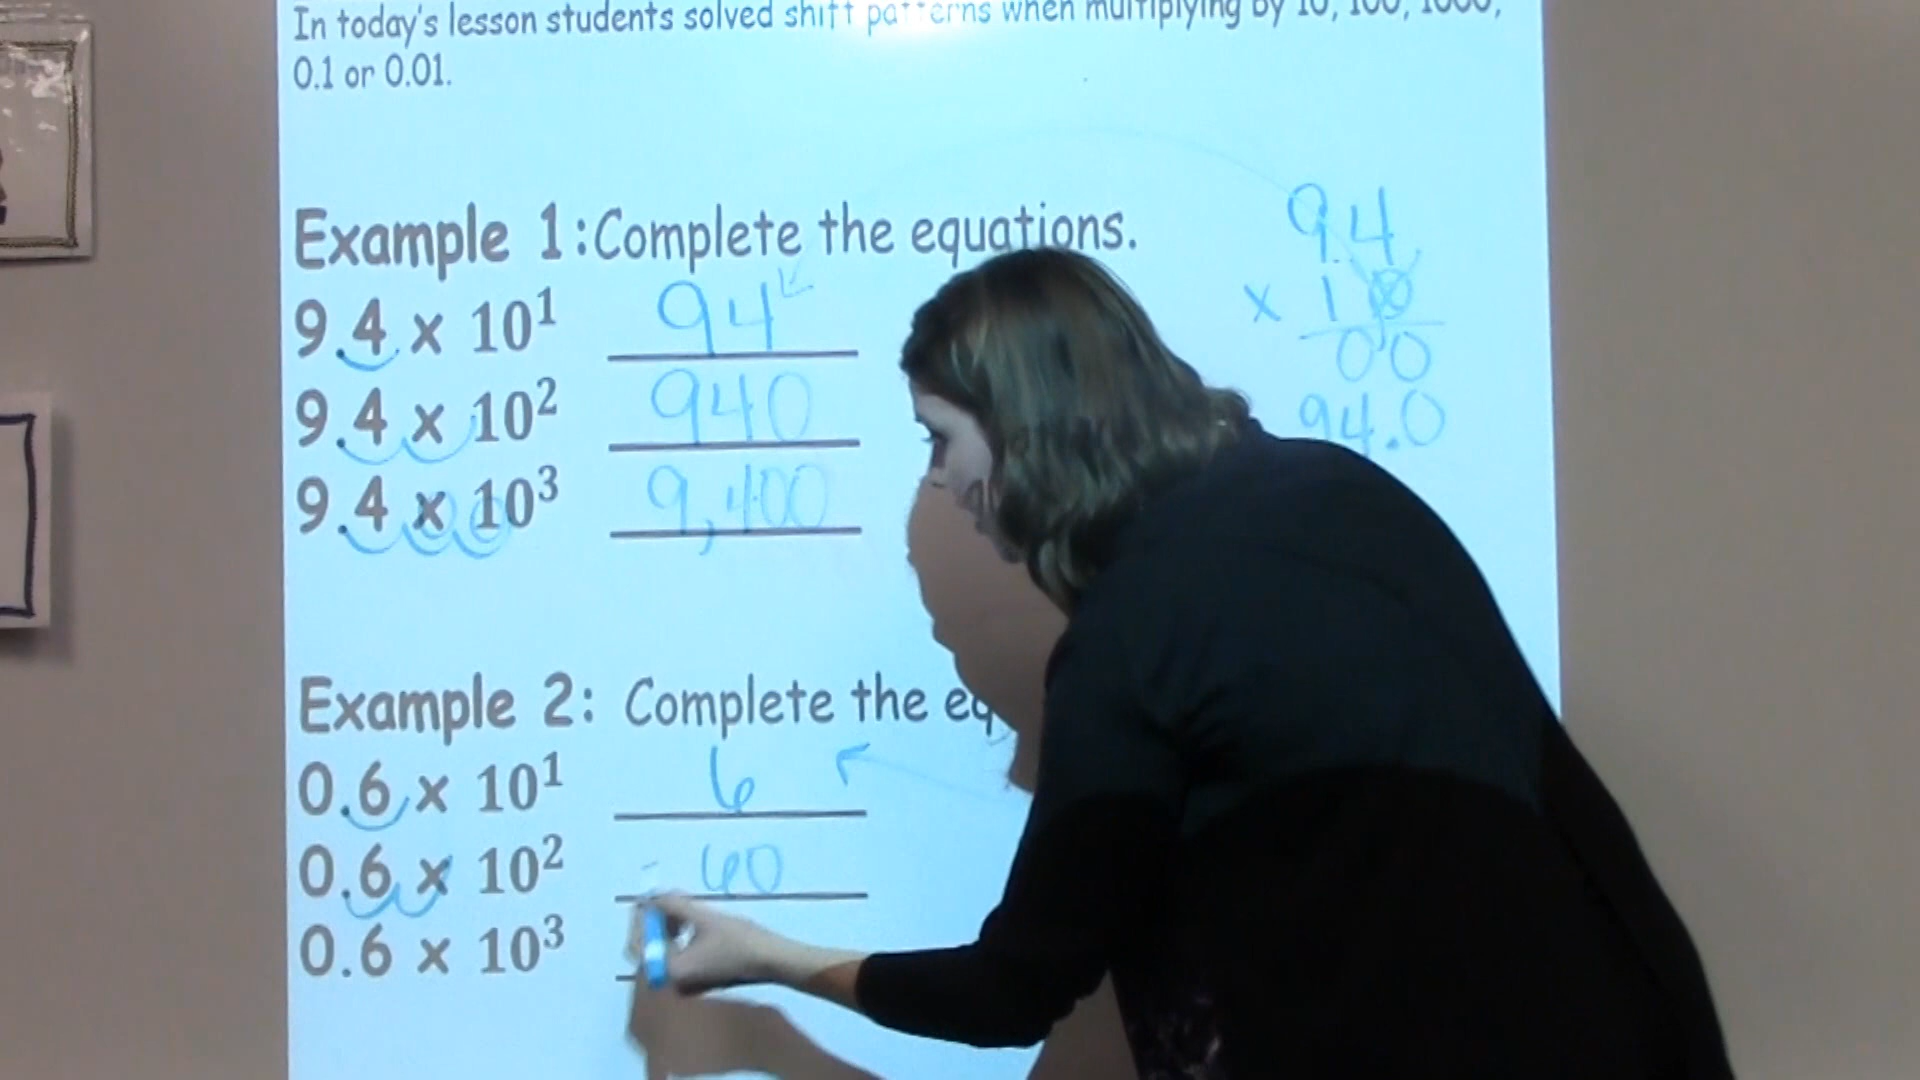 In today's lesson students solved shift patterns when multiplying by 10, 100, 1000,
0.1 or 0.01.
Example 1:Complete the equations.
9.4 x 10¹ 94
9.4 x 10² 940
9.4 x 10³ 9,400
9.4
x 10
00
94.0
Example 2: Complete the
0.6 x 10¹ 6
0.6 x 10² 60
0.6 x 10³